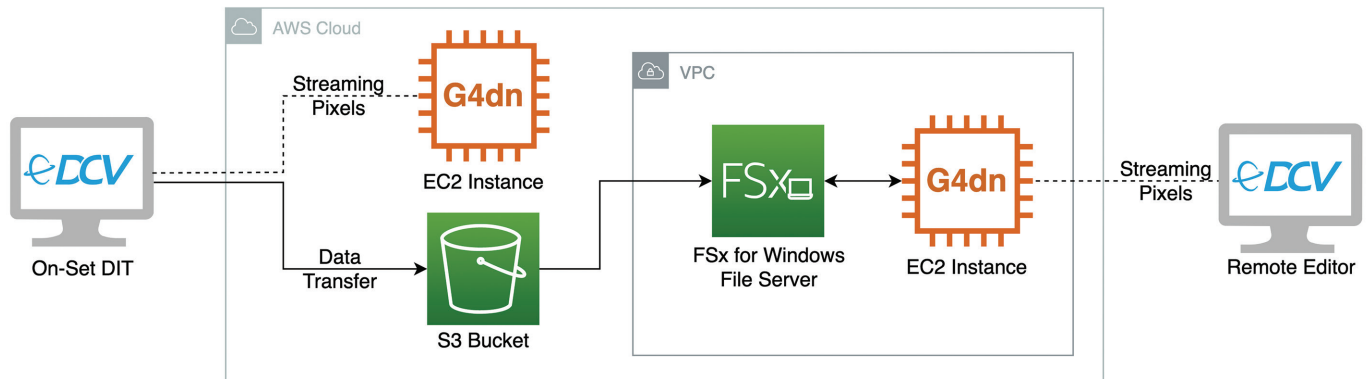 AWS Cloud
G4dn
Streaming
Pixels
EC2 Instance
VPC
DCV
On-Set DIT
Data
Transfer
S3 Bucket
FSx
FSx for Windows
File Server
G4dn
EC2 Instance
Streaming
Pixels
DCV
Remote Editor